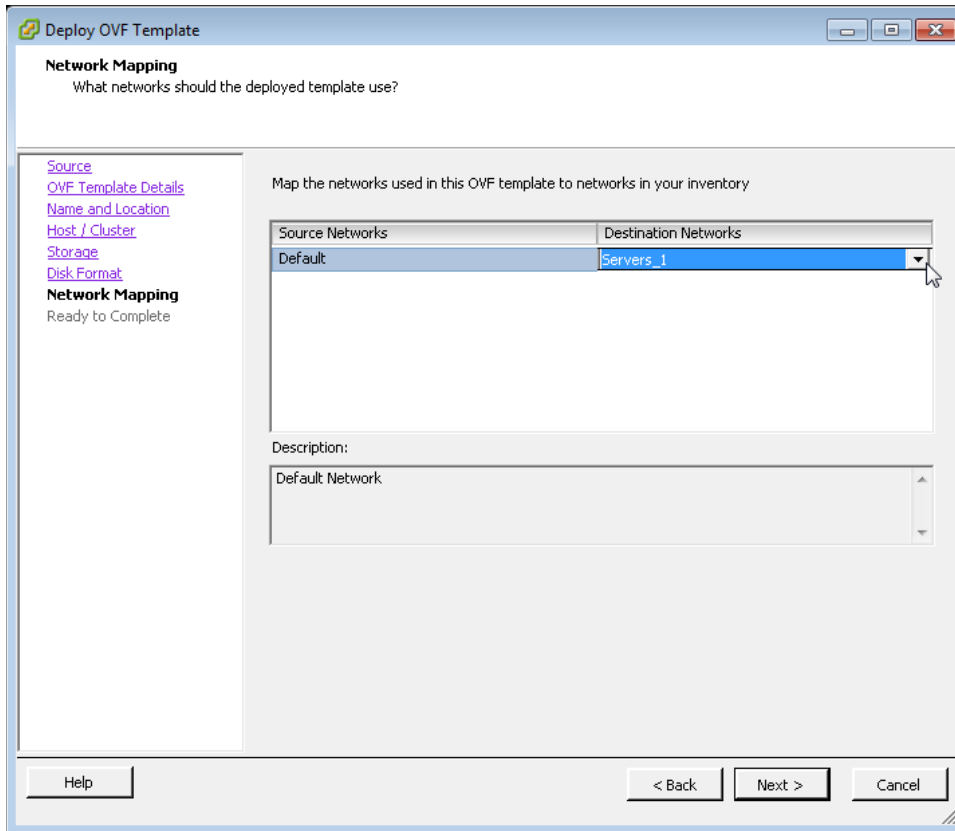 Deploy OVF Template
Network Mapping
What networks should the deployed template use?
Source
OVF Template Details
Name and Location
Host / Cluster
Storage
Disk Format
Network Mapping
Ready to Complete
Map the networks used in this OVF template to networks in your inventory
Source Networks Destination Networks
Default Servers_1
Description:
Default Network
Help < Back Next > Cancel